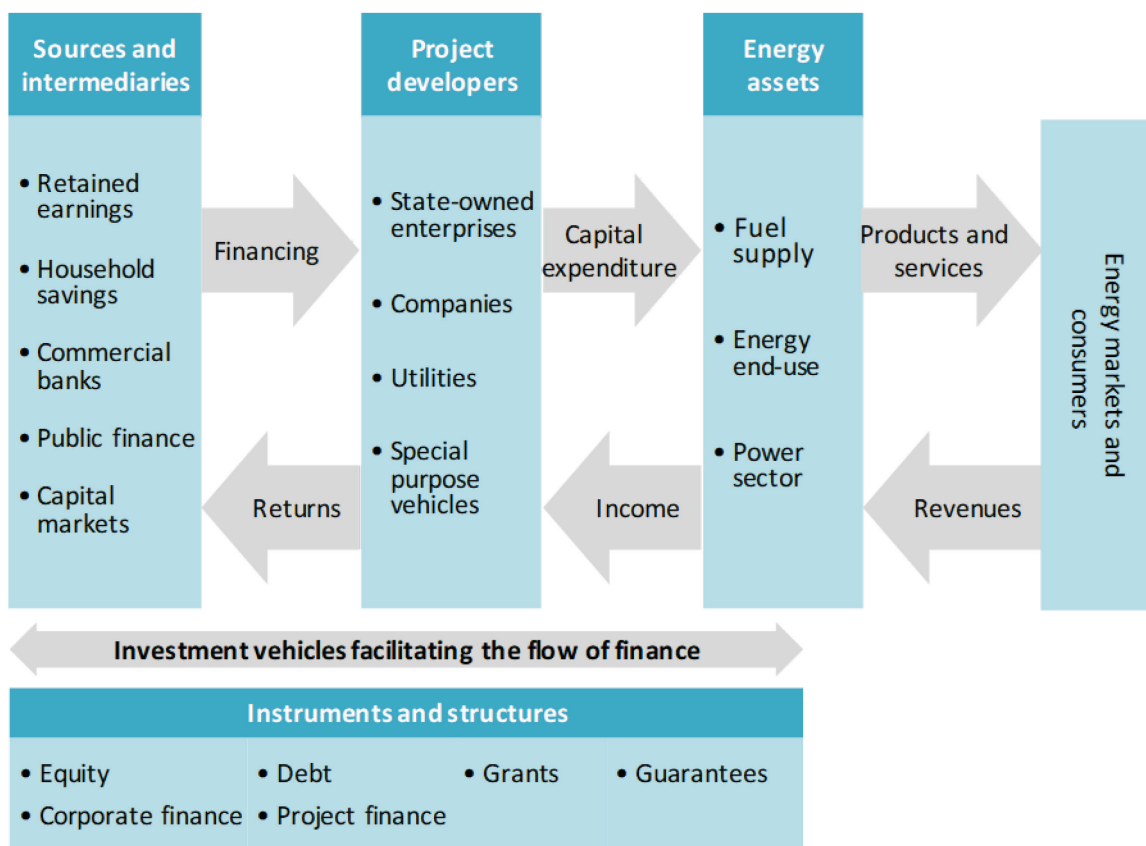 Sources and
intermediaries
• Retained
earnings
• Household
savings
• Commercial
banks
• Public finance
• Capital
markets
Financing
Returns
Project
developers
• State-owned
enterprises
• Companies
• Utilities
• Special
purpose
vehicles
Capital
expenditure
Income
Energy
assets
• Fuel
supply
• Energy
end-use
• Power
sector
Products and
services
Revenues
Energy markets and
consumers
Investment vehicles facilitating the flow of finance
Instruments and structures
• Equity
• Debt
• Grants
• Guarantees
• Corporate finance
• Project finance